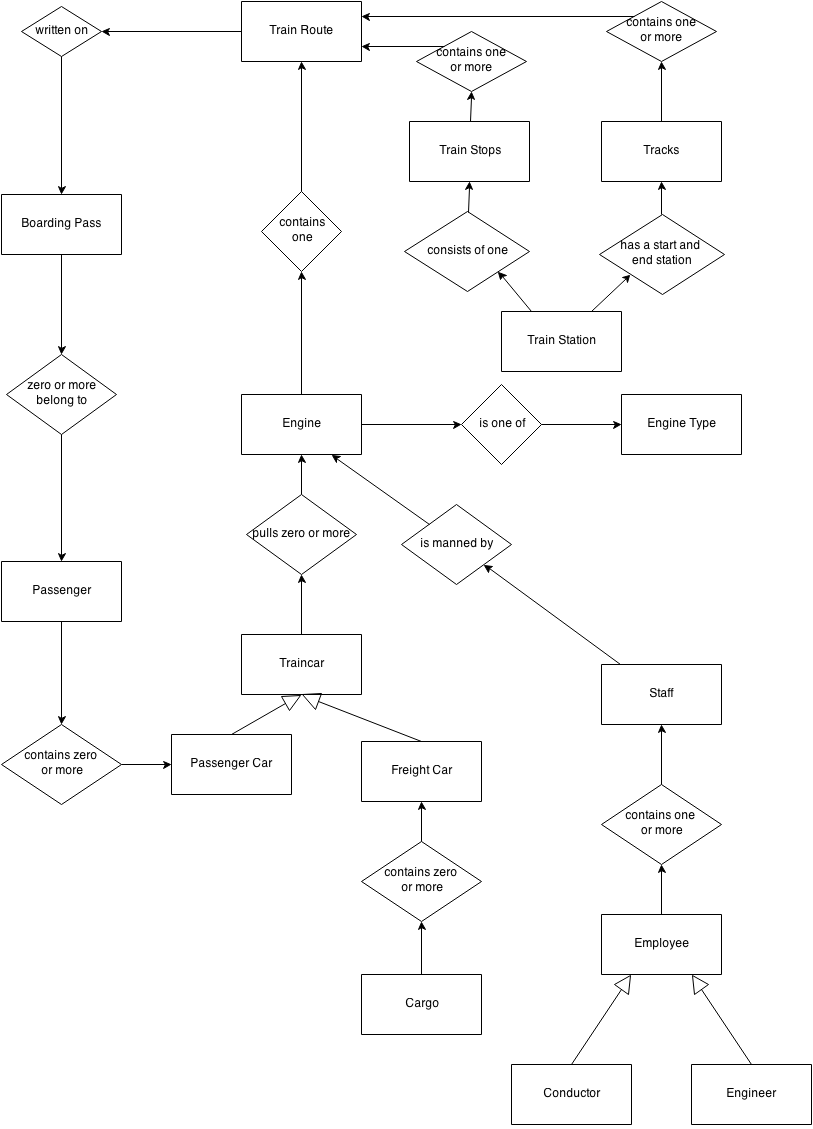 written on
Train Route
contains one
or more
contains one
or more
Train Stops
Tracks
Boarding Pass
contains
one
consists of one
has a start and
end station
Train Station
zero or more
belong to
Engine
is one of
Engine Type
pulls zero or more
is manned by
Passenger
Traincar
Staff
contains zero
or more
Passenger Car
Freight Car
contains one
or more
contains zero
or more
Employee
Cargo
Conductor
Engineer